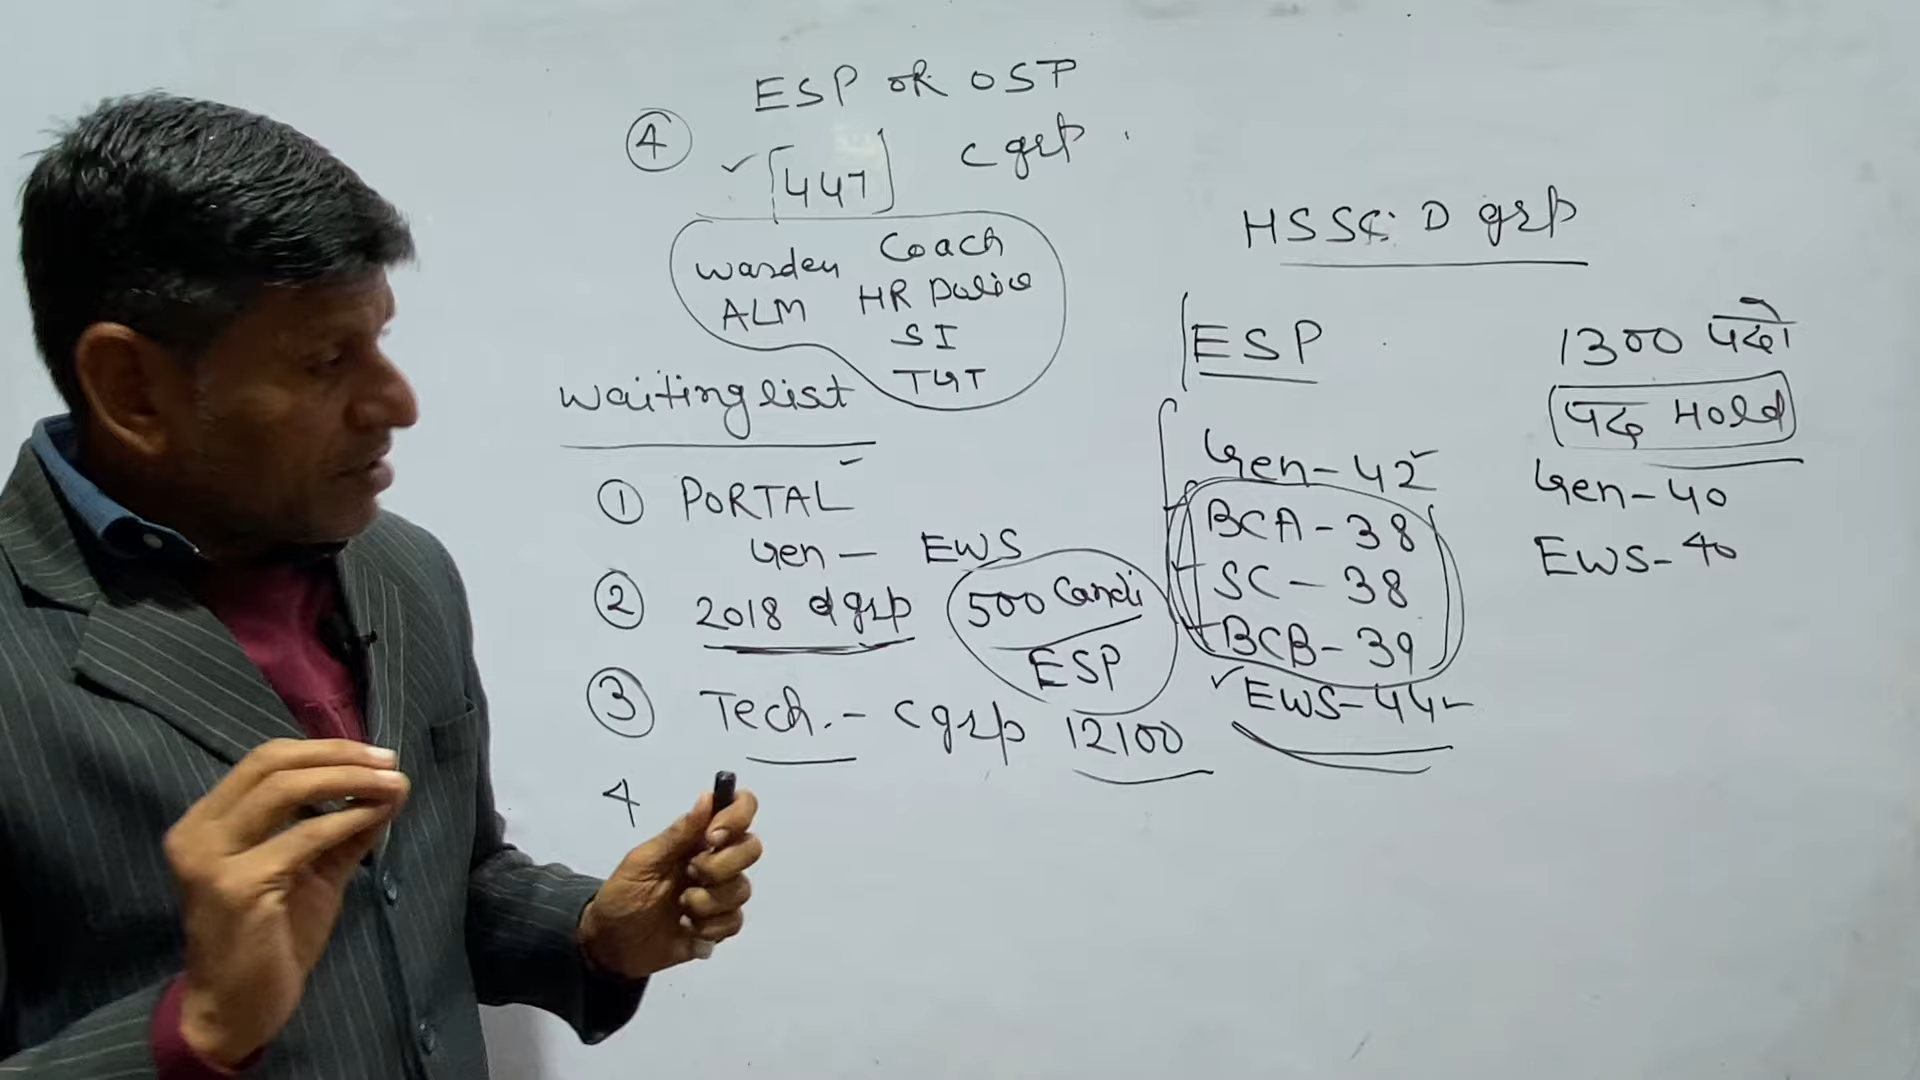 ESP OR OSP
④ [447] C grp.
Warden Coach
ALM HR Police
SI
TGT
Waiting list
① PORTAL
Gen - EWS
② 2018 d grp 500 Candi
ESP
③ Tech. - C grp 12100
4
HSSC D grp
ESP
Gen - 42
BCA - 38
SC - 38
BCB - 39
EWS - 44
1300 पदो
पद Hold
Gen - 40
EWS - 40